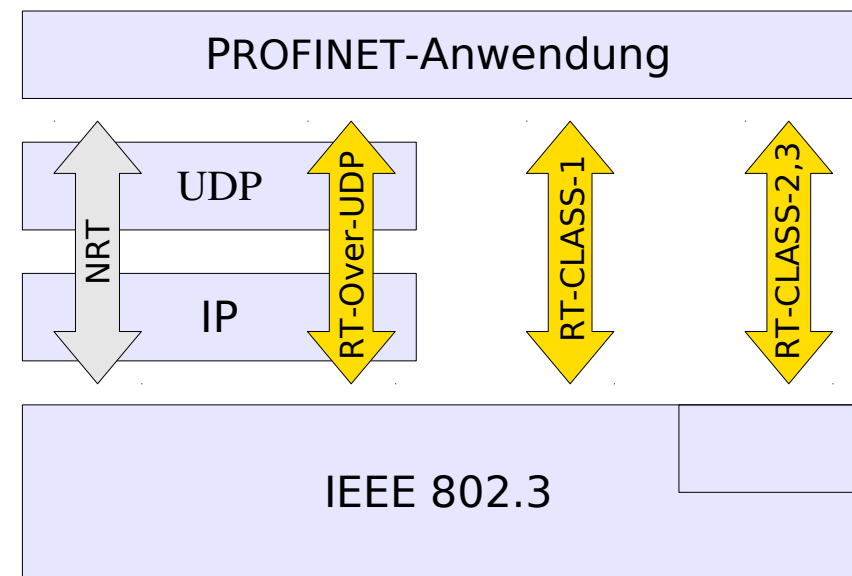 PROFINET-Anwendung
UDP
NRT
RT-Over-UDP
RT-CLASS-1
RT-CLASS-2,3
IP
IEEE 802.3